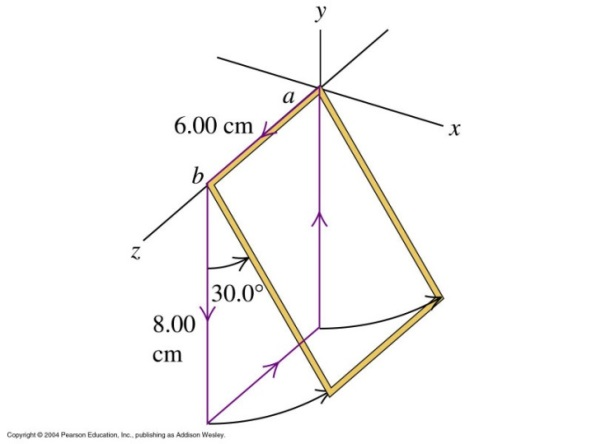 y
a
6.00 cm
x
b
z
30.0°
8.00
cm
Copyright © 2004 Pearson Education, Inc., publishing as Addison Wesley.